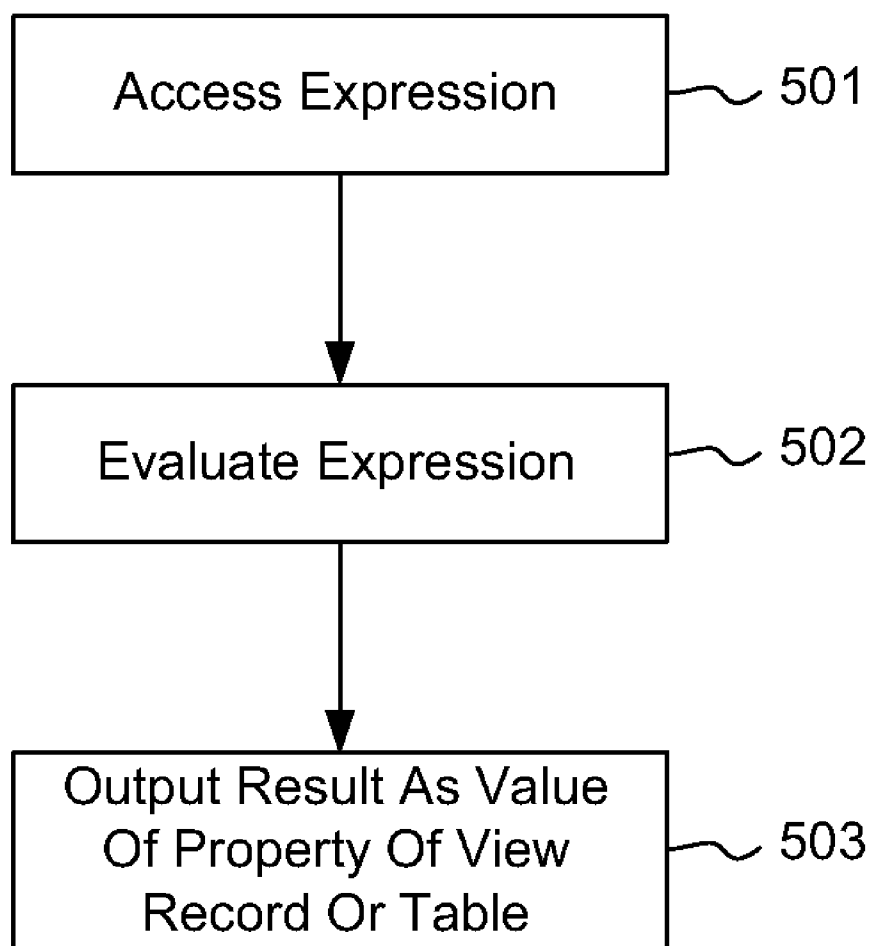 Access Expression
501
Evaluate Expression
502
Output Result As Value
Of Property Of View
Record Or Table
503